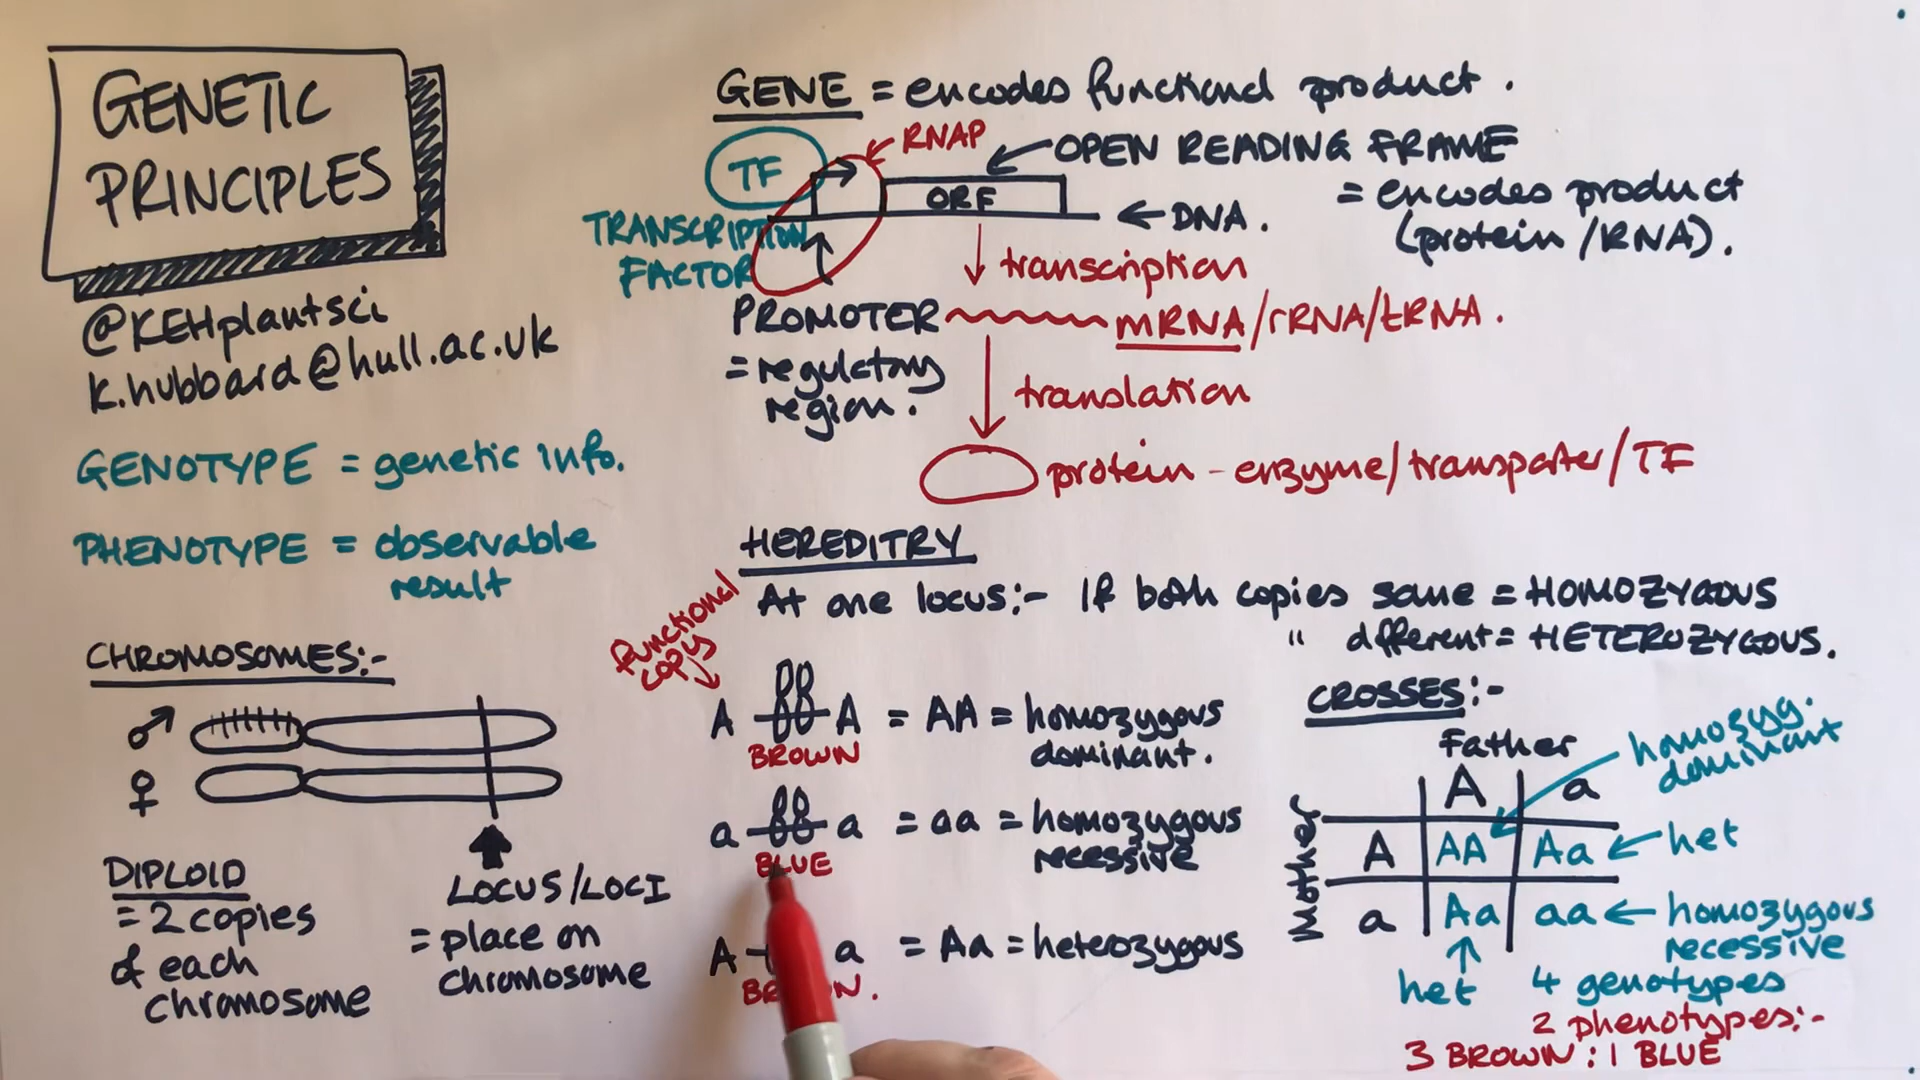 GENETIC
PRINCIPLES
@KEHplantsci
k.hubbard@hull.ac.uk
GENOTYPE = genetic info.
PHENOTYPE = observable
result
CHROMOSOMES:-
♂
♀
DIPLOID
= 2 copies
of each
chromosome
LOCUS/LOCI
= place on
chromosome
GENE = encodes functional product.
TF
RNAP
OPEN READING FRAME
= encodes product
(protein/RNA).
ORF
← DNA.
TRANSCRIPTION
FACTOR
transcription
PROMOTER
mRNA/rRNA/tRNA.
= regulatory
region.
translation
protein - enzyme/transporter/TF
HEREDITRY
At one locus:- If both copies same = HOMOZYGOUS
" different = HETEROZYGOUS.
functional
copy
A A = AA = homozygous
dominant.
BROWN
a a = aa = homozygous
recessive
BLUE
A a = Aa = heterozygous
CROSSES:-
Father
homozyg.
dominant
A a
Mother
A AA Aa ← het
a Aa aa ← homozygous
recessive
het
4 genotypes
2 phenotypes:-
3 BROWN : 1 BLUE